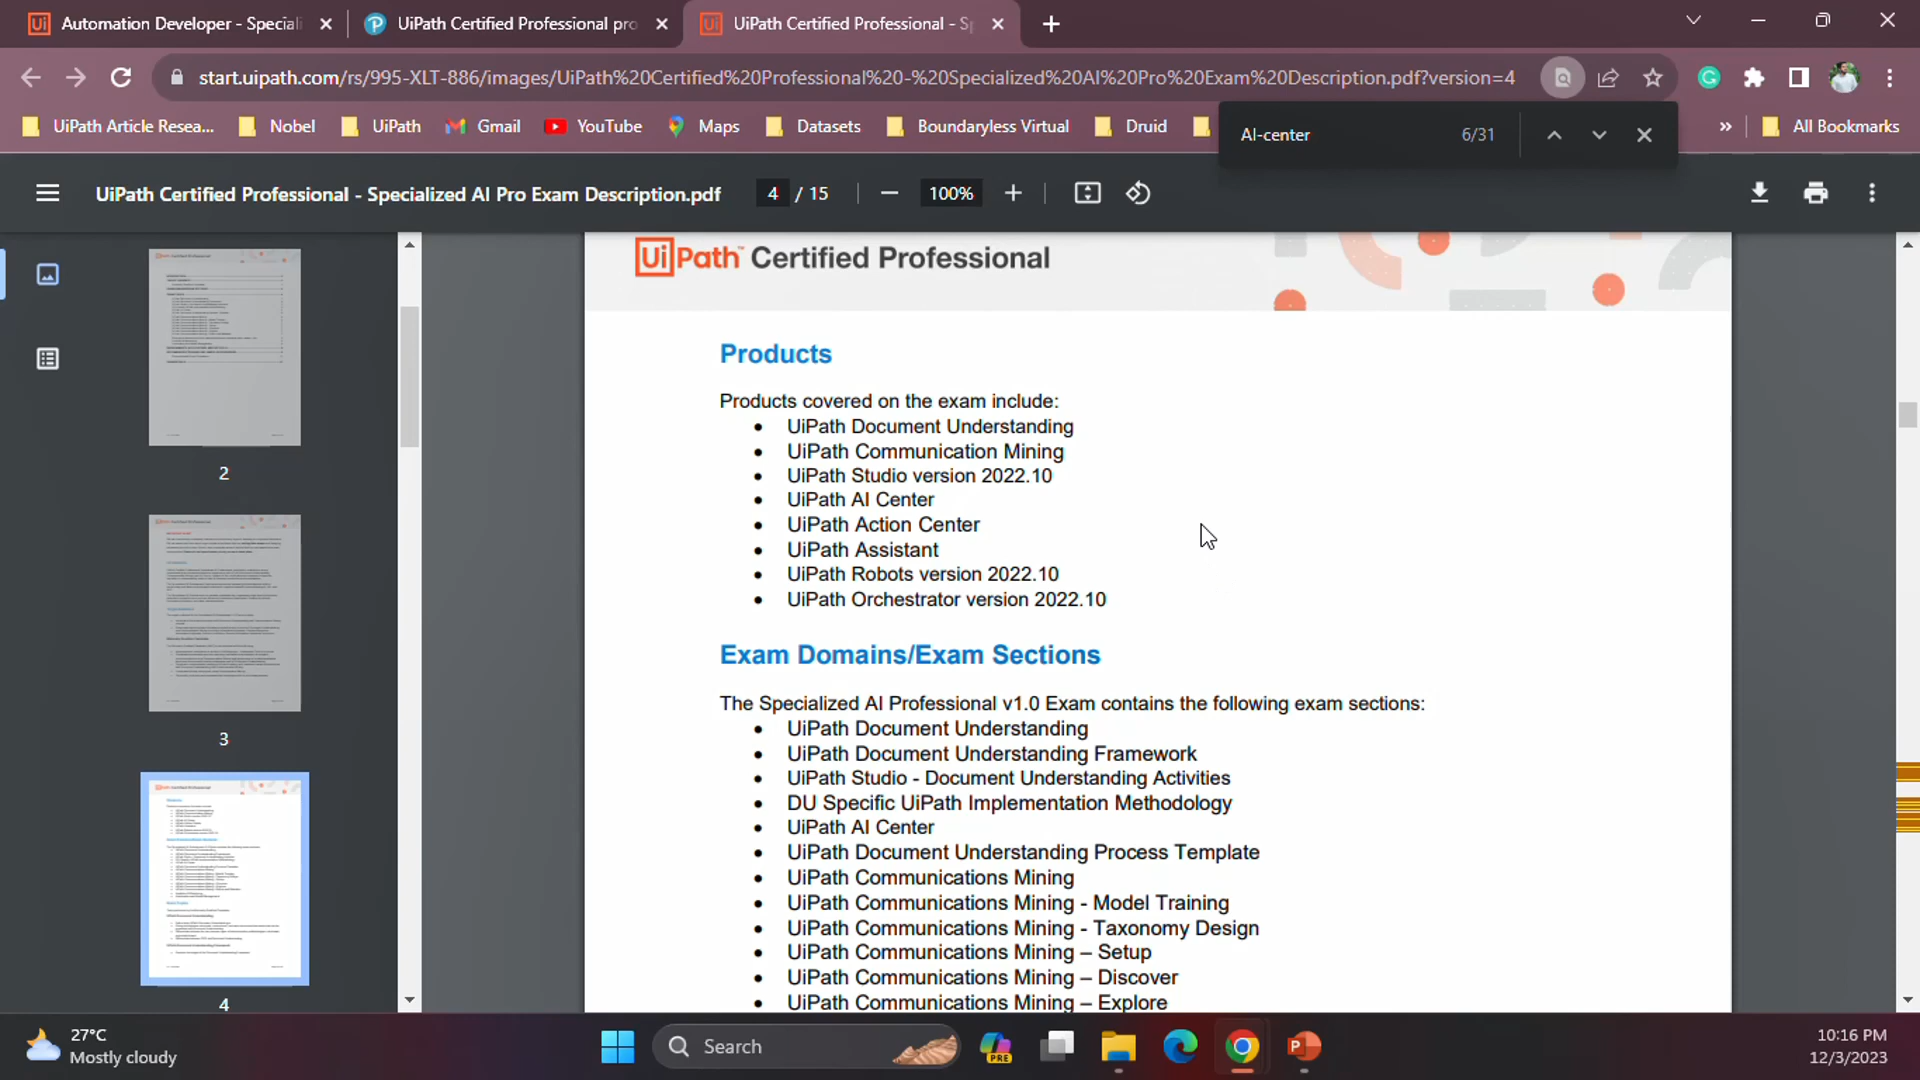 Automation Developer - Speciali
UiPath Certified Professional pro
UiPath Certified Professional - Sp
start.uipath.com/rs/995-XLT-886/images/UiPath%20Certified%20Professional%20-%20Specialized%20AI%20Pro%20Exam%20Description.pdf?version=4
UiPath Article Resea...
Nobel
UiPath
Gmail
YouTube
Maps
Datasets
Boundaryless Virtual
Druid
»
All Bookmarks
AI-center
6/31
UiPath Certified Professional - Specialized AI Pro Exam Description.pdf
4 / 15
100%
UiPath™ Certified Professional
Products
Products covered on the exam include:
• UiPath Document Understanding
• UiPath Communication Mining
• UiPath Studio version 2022.10
• UiPath AI Center
• UiPath Action Center
• UiPath Assistant
• UiPath Robots version 2022.10
• UiPath Orchestrator version 2022.10
Exam Domains/Exam Sections
The Specialized AI Professional v1.0 Exam contains the following exam sections:
• UiPath Document Understanding
• UiPath Document Understanding Framework
• UiPath Studio - Document Understanding Activities
• DU Specific UiPath Implementation Methodology
• UiPath AI Center
• UiPath Document Understanding Process Template
• UiPath Communications Mining
• UiPath Communications Mining - Model Training
• UiPath Communications Mining - Taxonomy Design
• UiPath Communications Mining – Setup
• UiPath Communications Mining – Discover
• UiPath Communications Mining – Explore
2
3
4
27°C
Mostly cloudy
Search
PRE
10:16 PM
12/3/2023